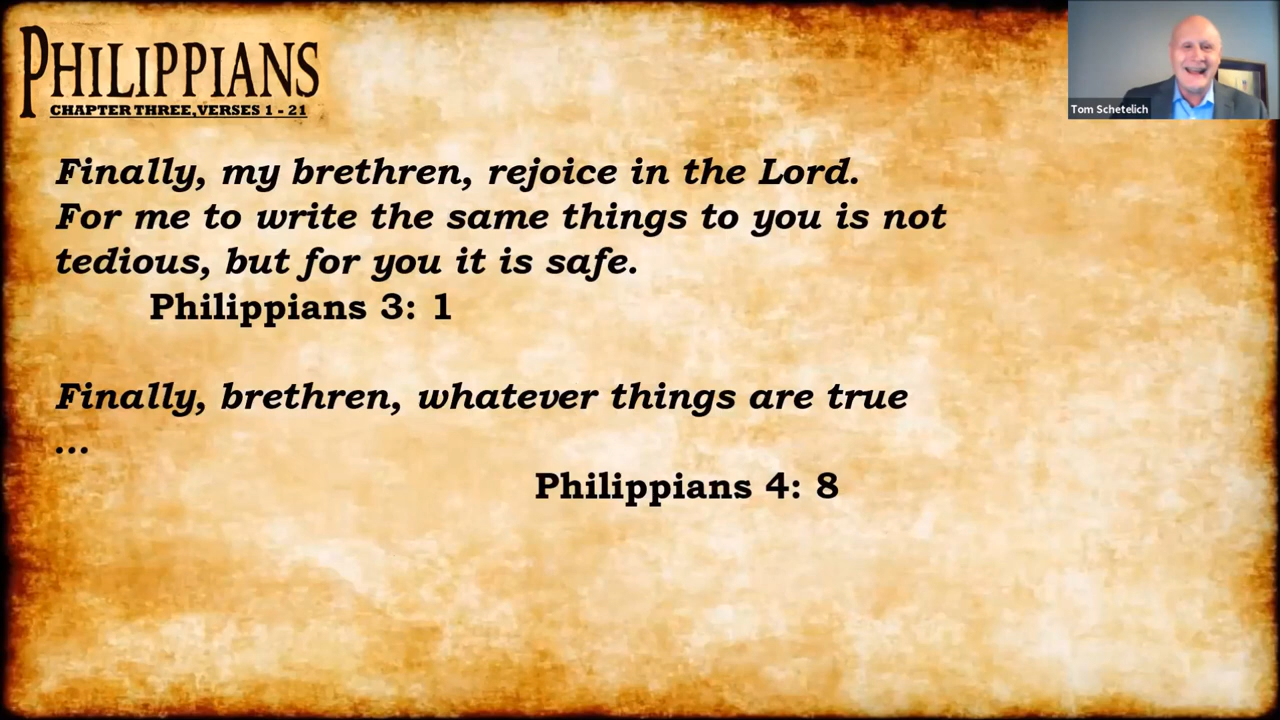 PHILIPPIANS
CHAPTER THREE, VERSES 1 - 21
Tom Schetelich
Finally, my brethren, rejoice in the Lord.
For me to write the same things to you is not
tedious, but for you it is safe.
Philippians 3: 1
Finally, brethren, whatever things are true
...
Philippians 4: 8